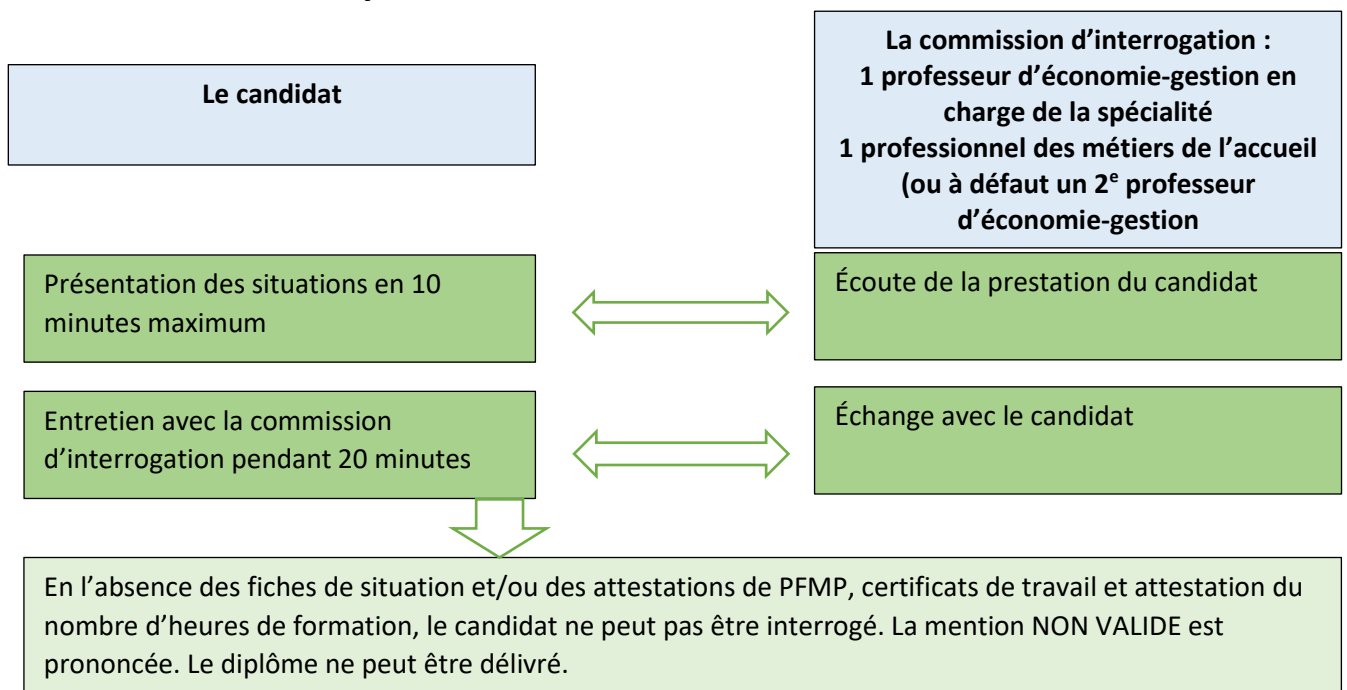 Le candidat
La commission d’interrogation :
1 professeur d’économie-gestion en
charge de la spécialité
1 professionnel des métiers de l’accueil
(ou à défaut un 2e professeur
d’économie-gestion
Présentation des situations en 10
minutes maximum
Écoute de la prestation du candidat
Entretien avec la commission
d’interrogation pendant 20 minutes
Échange avec le candidat
En l’absence des fiches de situation et/ou des attestations de PFMP, certificats de travail et attestation du
nombre d’heures de formation, le candidat ne peut pas être interrogé. La mention NON VALIDE est
prononcée. Le diplôme ne peut être délivré.